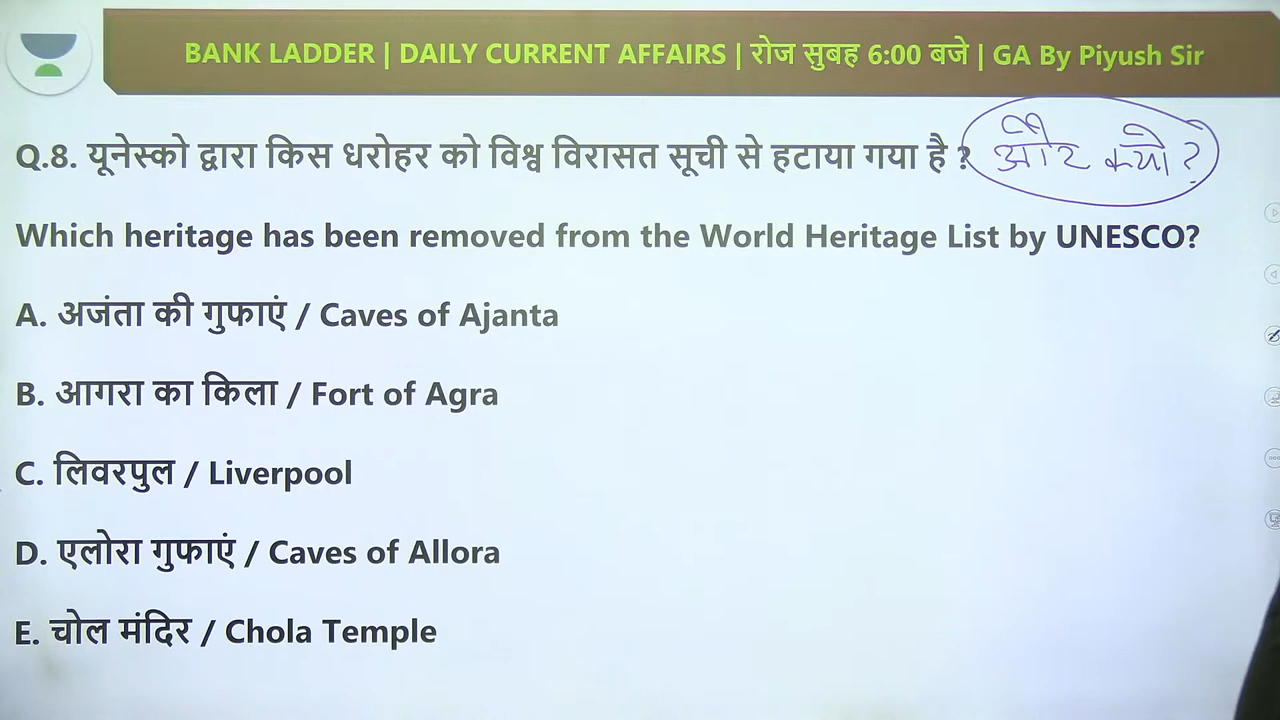 BANK LADDER | DAILY CURRENT AFFAIRS | रोज सुबह 6:00 बजे | GA By Piyush Sir
Q.8. यूनेस्को द्वारा किस धरोहर को विश्व विरासत सूची से हटाया गया है ? और क्यो ?
Which heritage has been removed from the World Heritage List by UNESCO?
A. अजंता की गुफाएं / Caves of Ajanta
B. आगरा का किला / Fort of Agra
C. लिवरपुल / Liverpool
D. एलोरा गुफाएं / Caves of Allora
E. चोल मंदिर / Chola Temple